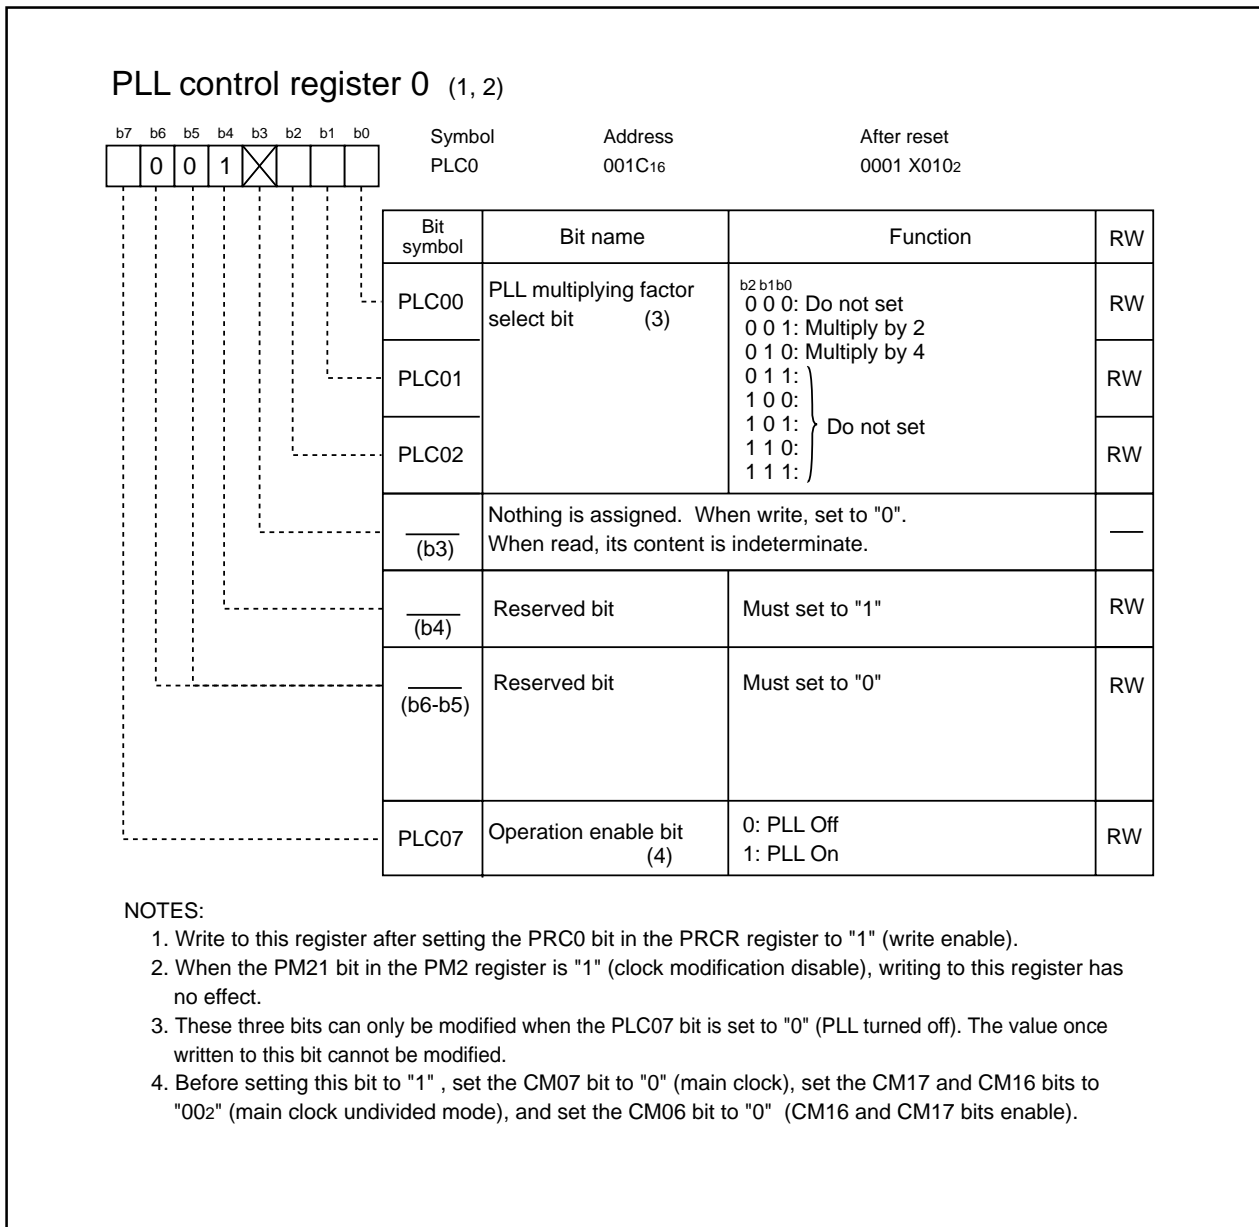 PLL control register 0 (1, 2)
b7 b6 b5 b4 b3 b2 b1 b0 Symbol Address After reset
0 0 1 X PLC0 001C16 0001 X0102
Bit symbol Bit name Function RW
PLC00 PLL multiplying factor select bit (3) b2 b1 b0 RW
0 0 0: Do not set
0 0 1: Multiply by 2
0 1 0: Multiply by 4
PLC01 0 1 1: RW
1 0 0:
1 0 1: Do not set
PLC02 1 1 0: RW
1 1 1:
(b3) Nothing is assigned. When write, set to "0".
When read, its content is indeterminate. —
(b4) Reserved bit Must set to "1" RW
(b6-b5) Reserved bit Must set to "0" RW
PLC07 Operation enable bit (4) 0: PLL Off RW
1: PLL On
NOTES:
1. Write to this register after setting the PRC0 bit in the PRCR register to "1" (write enable).
2. When the PM21 bit in the PM2 register is "1" (clock modification disable), writing to this register has
no effect.
3. These three bits can only be modified when the PLC07 bit is set to "0" (PLL turned off). The value once
written to this bit cannot be modified.
4. Before setting this bit to "1" , set the CM07 bit to "0" (main clock), set the CM17 and CM16 bits to
"002" (main clock undivided mode), and set the CM06 bit to "0" (CM16 and CM17 bits enable).